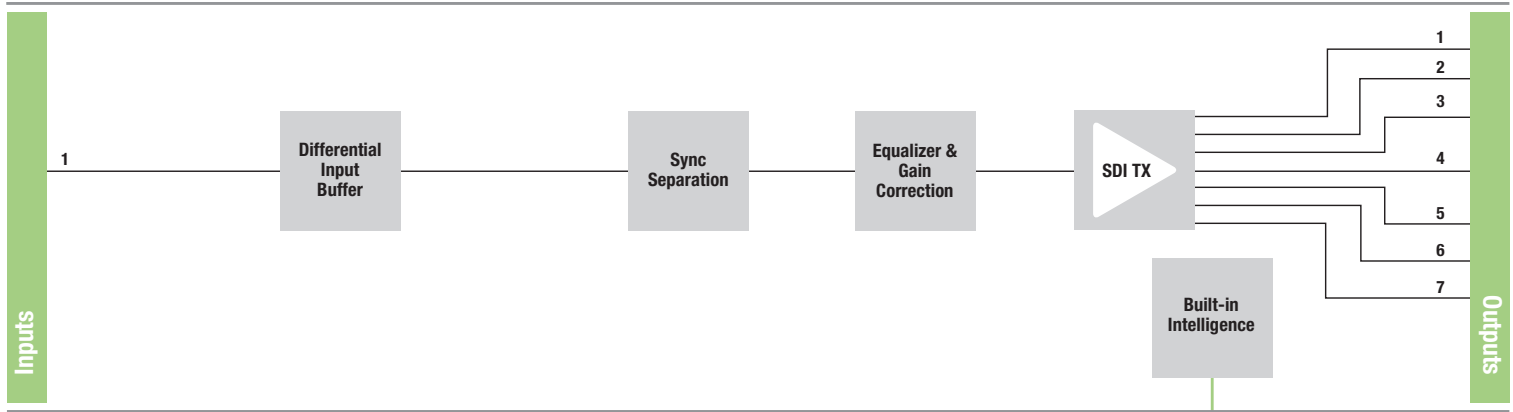 Inputs
1
Differential
Input
Buffer
Sync
Separation
Equalizer &
Gain
Correction
SDI TX
Built-in
Intelligence
1
2
3
4
5
6
7
Outputs